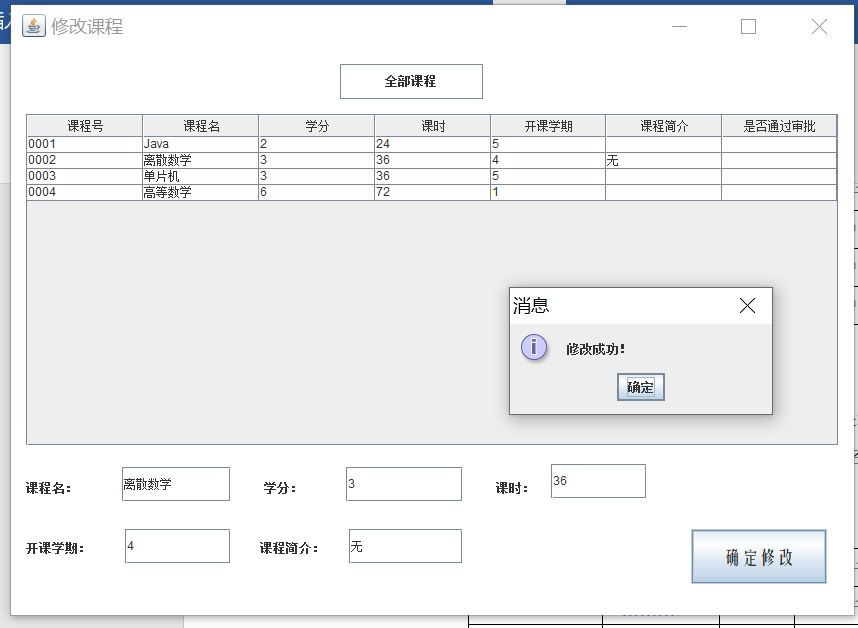 修改课程
全部课程
课程号 课程名 学分 课时 开课学期 课程简介 是否通过审批
0001 Java 2 24 5
0002 离散数学 3 36 4 无
0003 单片机 3 36 5
0004 高等数学 6 72 1
消息
修改成功!
确定
课程名: 离散数学 学分: 3 课时: 36
开课学期: 4 课程简介: 无
确定修改